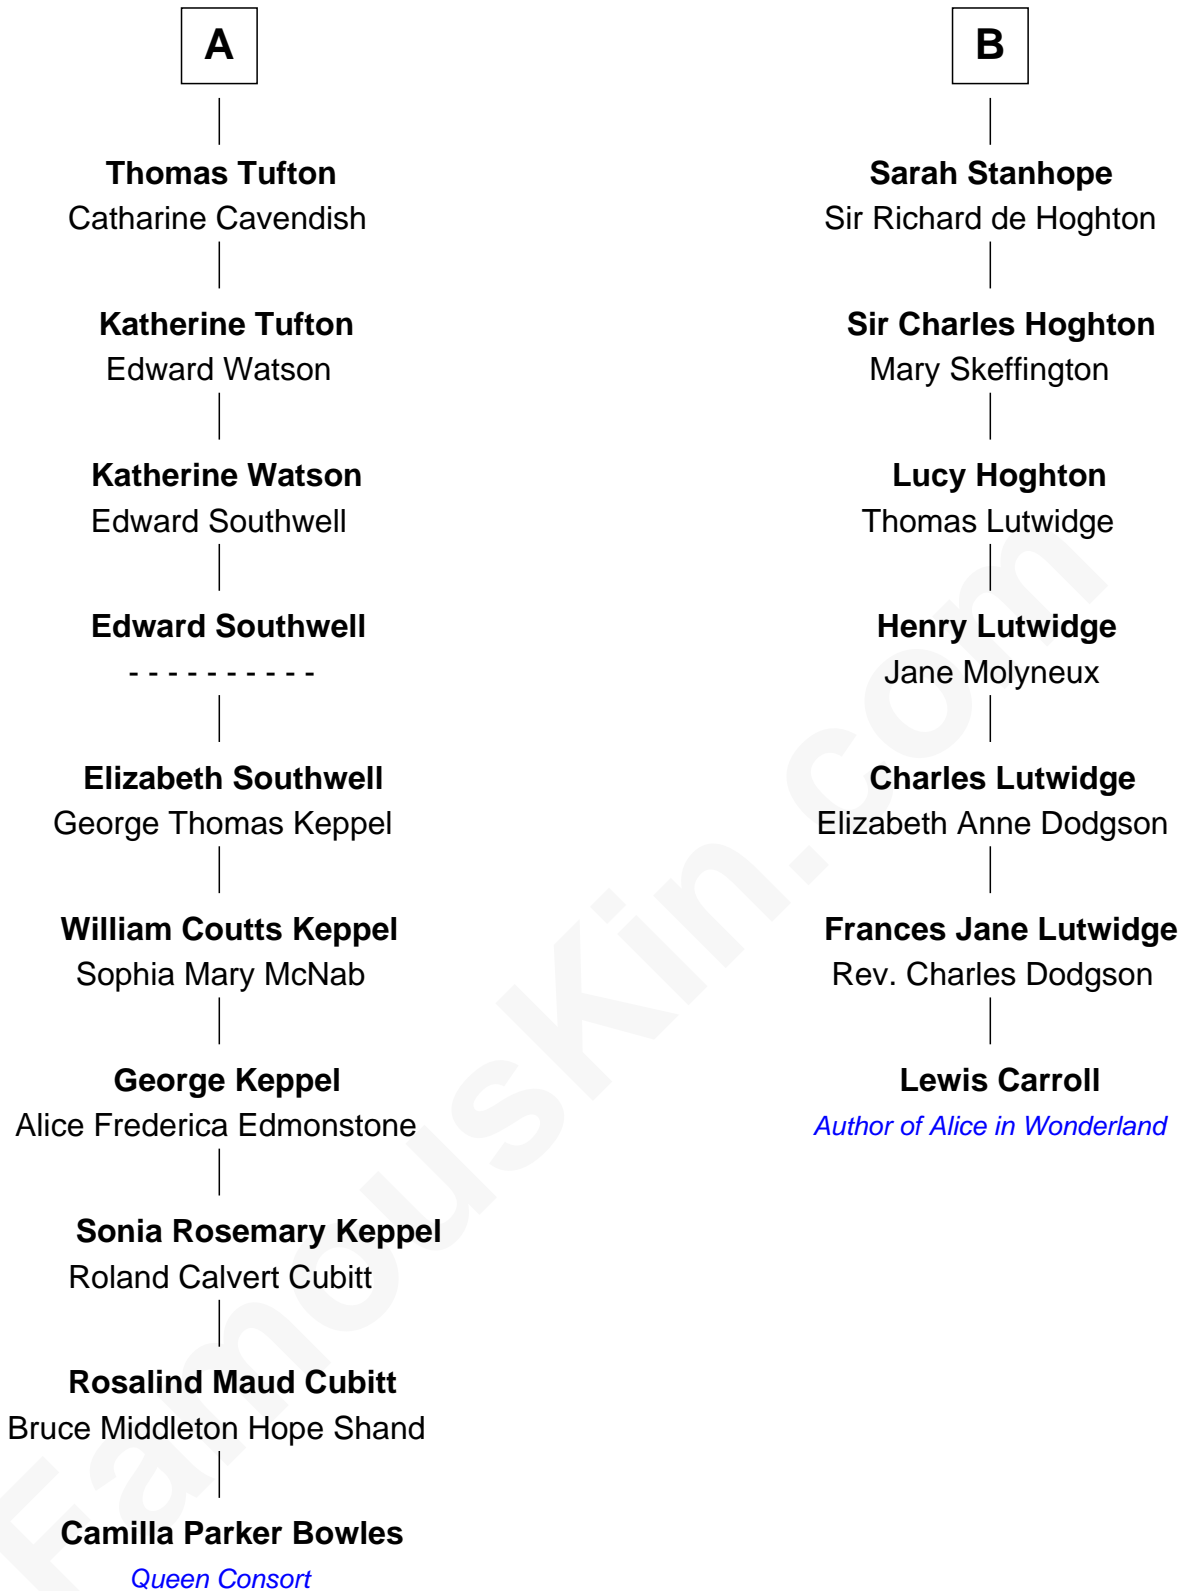 A
Thomas Tufton
Catharine Cavendish
Katherine Tufton
Edward Watson
Katherine Watson
Edward Southwell
Edward Southwell
- - - - - - - - - -
Elizabeth Southwell
George Thomas Keppel
William Coutts Keppel
Sophia Mary McNab
George Keppel
Alice Frederica Edmonstone
Sonia Rosemary Keppel
Roland Calvert Cubitt
Rosalind Maud Cubitt
Bruce Middleton Hope Shand
Camilla Parker Bowles
Queen Consort
B
Sarah Stanhope
Sir Richard de Hoghton
Sir Charles Hoghton
Mary Skeffington
Lucy Hoghton
Thomas Lutwidge
Henry Lutwidge
Jane Molyneux
Charles Lutwidge
Elizabeth Anne Dodgson
Frances Jane Lutwidge
Rev. Charles Dodgson
Lewis Carroll
Author of Alice in Wonderland
FamousKin.com